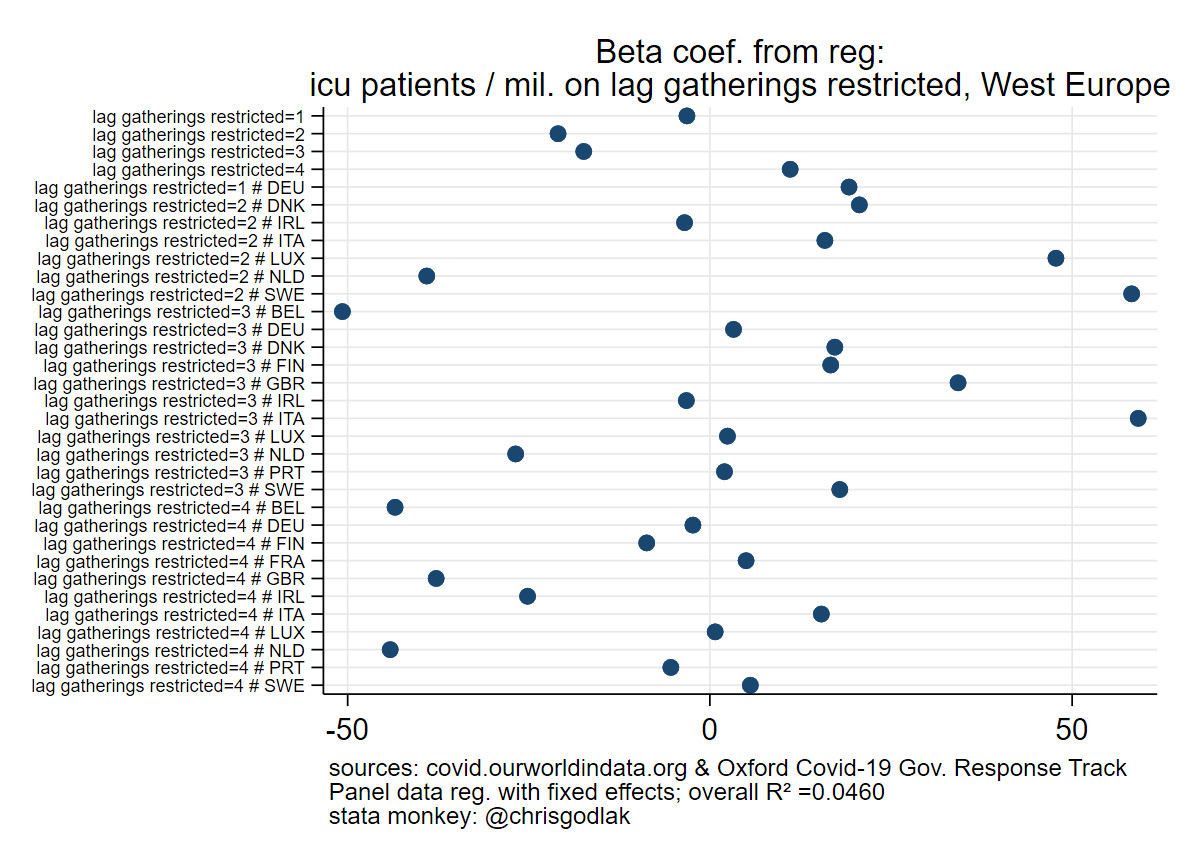 Beta coef. from reg:
icu patients / mil. on lag gatherings restricted, West Europe
lag gatherings restricted=1
lag gatherings restricted=2
lag gatherings restricted=3
lag gatherings restricted=4
lag gatherings restricted=1 # DEU
lag gatherings restricted=2 # DNK
lag gatherings restricted=2 # IRL
lag gatherings restricted=2 # ITA
lag gatherings restricted=2 # LUX
lag gatherings restricted=2 # NLD
lag gatherings restricted=2 # SWE
lag gatherings restricted=3 # BEL
lag gatherings restricted=3 # DEU
lag gatherings restricted=3 # DNK
lag gatherings restricted=3 # FIN
lag gatherings restricted=3 # GBR
lag gatherings restricted=3 # IRL
lag gatherings restricted=3 # ITA
lag gatherings restricted=3 # LUX
lag gatherings restricted=3 # NLD
lag gatherings restricted=3 # PRT
lag gatherings restricted=3 # SWE
lag gatherings restricted=4 # BEL
lag gatherings restricted=4 # DEU
lag gatherings restricted=4 # FIN
lag gatherings restricted=4 # FRA
lag gatherings restricted=4 # GBR
lag gatherings restricted=4 # IRL
lag gatherings restricted=4 # ITA
lag gatherings restricted=4 # LUX
lag gatherings restricted=4 # NLD
lag gatherings restricted=4 # PRT
lag gatherings restricted=4 # SWE
-50 0 50
sources: covid.ourworldindata.org & Oxford Covid-19 Gov. Response Track
Panel data reg. with fixed effects; overall R² =0.0460
stata monkey: @chrisgodlak